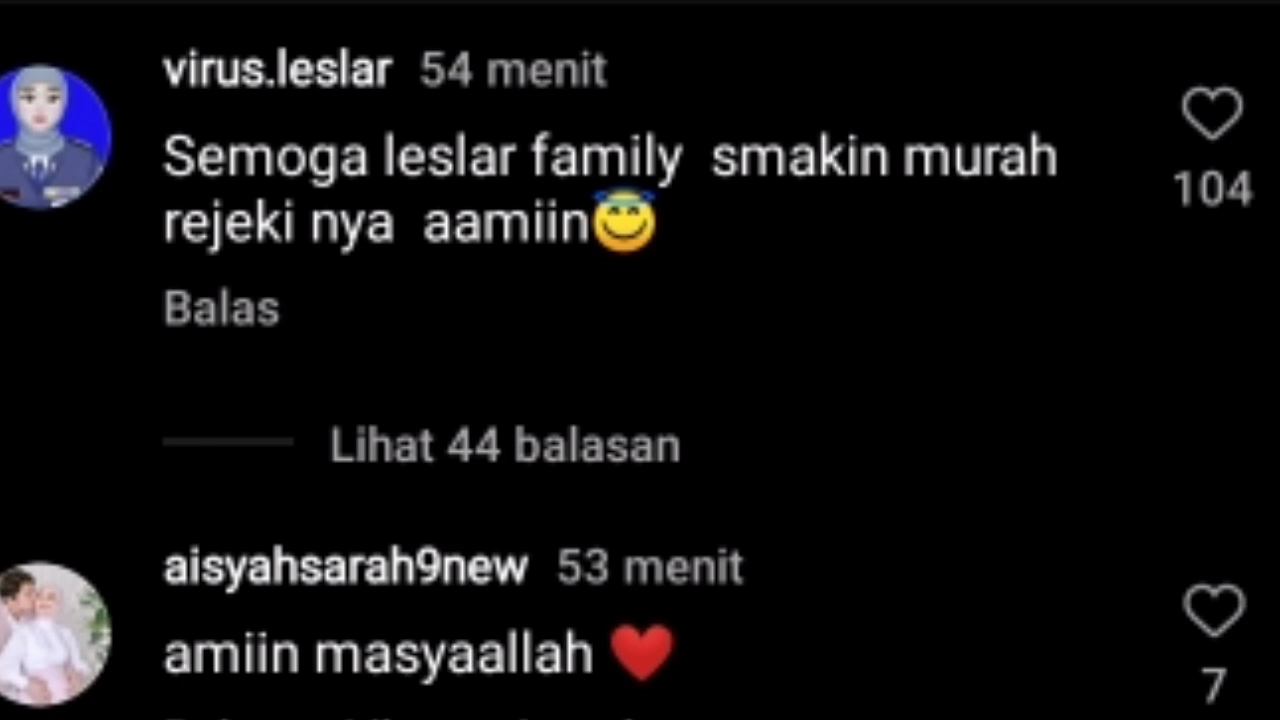 virus.leslar 54 menit
Semoga leslar family smakin murah
rejeki nya aamiin😇
104
Balas
Lihat 44 balasan
aisyahsarah9new 53 menit
amiin masyaallah ❤️
7